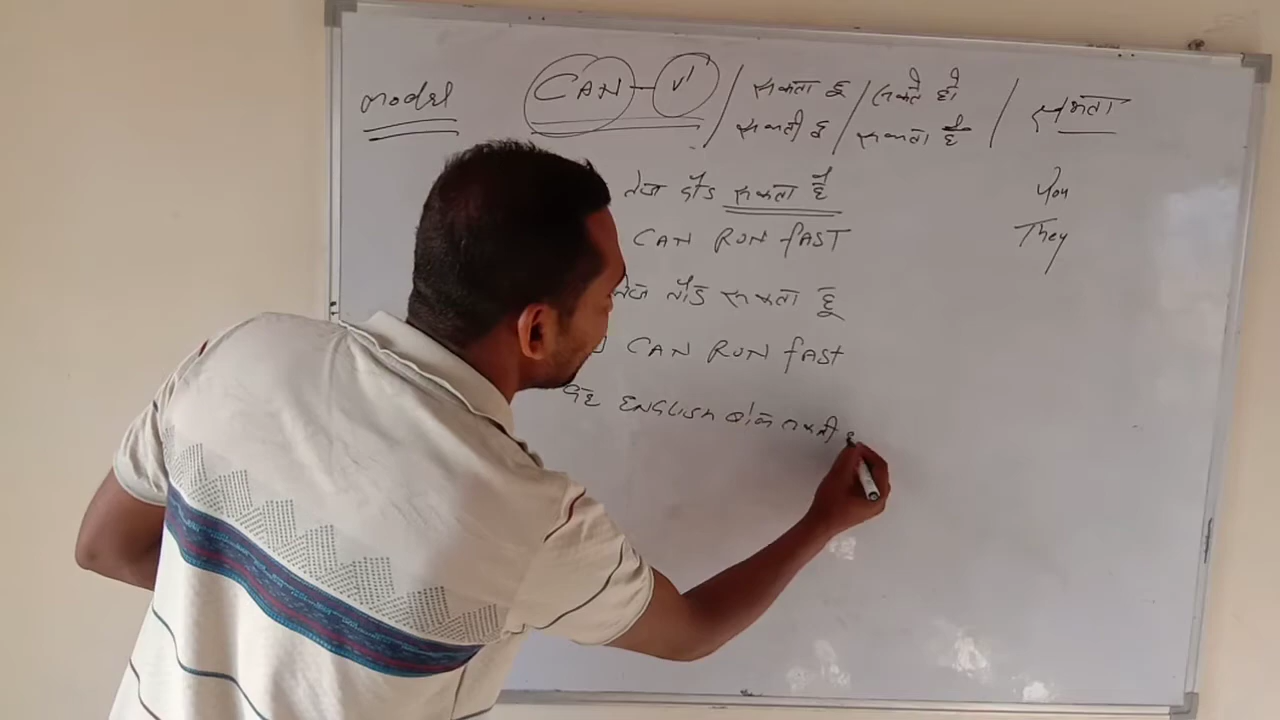 model CAN - V¹ / सकता हूँ / सकते हो / क्षमता
सकती हूँ / सकता है
तेज दौड़ सकता है You
CAN RUN fAST They
तेज दौड़ सकता हूँ
CAN RUN fAST
वह ENGLISH बोल सकती